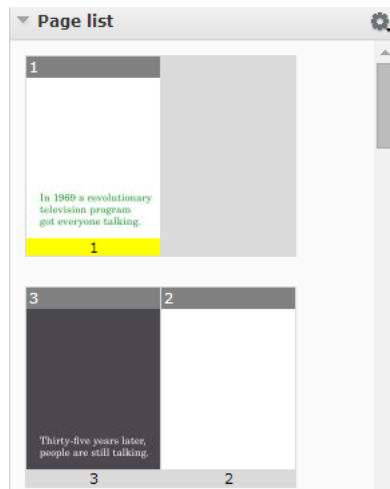 Page list
1
In 1969 a revolutionary
television program
got everyone talking.
1
3
2
Thirty-five years later,
people are still talking.
3
2